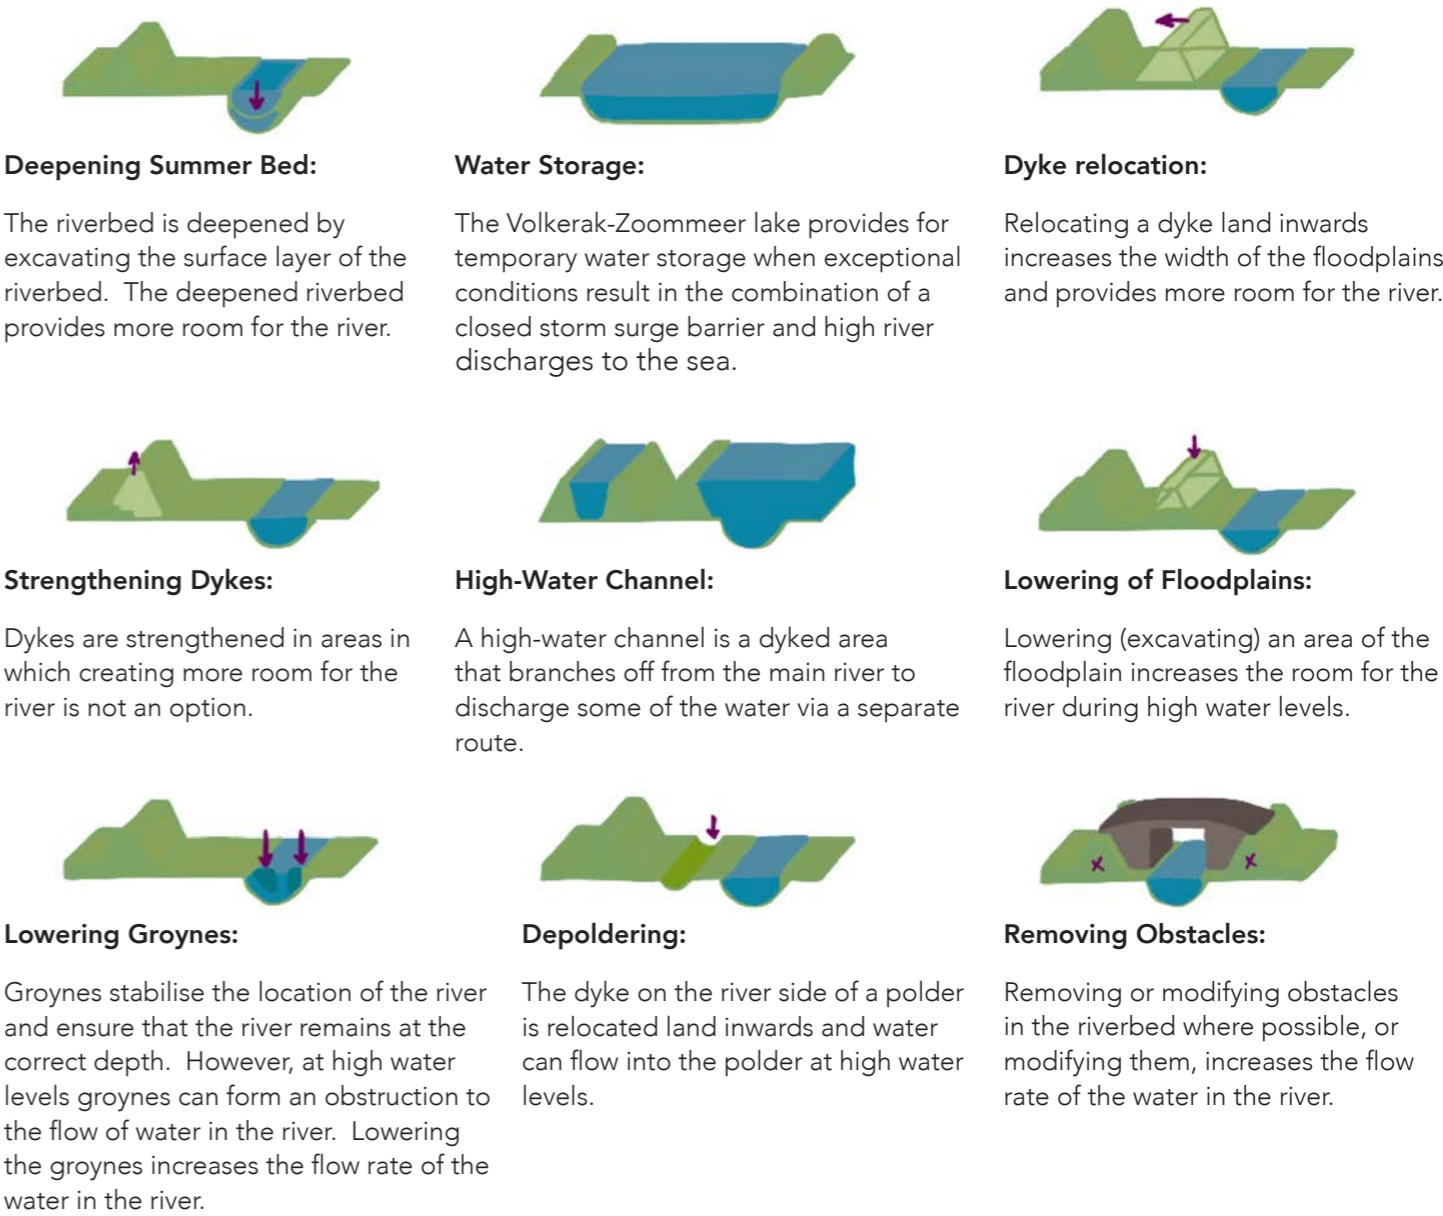 Deepening Summer Bed:
The riverbed is deepened by
excavating the surface layer of the
riverbed.  The deepened riverbed
provides more room for the river.
Water Storage:
The Volkerak-Zoommeer lake provides for
temporary water storage when exceptional
conditions result in the combination of a
closed storm surge barrier and high river
discharges to the sea.
Dyke relocation:
Relocating a dyke land inwards
increases the width of the floodplains
and provides more room for the river.
Strengthening Dykes:
Dykes are strengthened in areas in
which creating more room for the
river is not an option.
High-Water Channel:
A high-water channel is a dyked area
that branches off from the main river to
discharge some of the water via a separate
route.
Lowering of Floodplains:
Lowering (excavating) an area of the
floodplain increases the room for the
river during high water levels.
Lowering Groynes:
Groynes stabilise the location of the river
and ensure that the river remains at the
correct depth.  However, at high water
levels groynes can form an obstruction to
the flow of water in the river.  Lowering
the groynes increases the flow rate of the
water in the river.
Depoldering:
The dyke on the river side of a polder
is relocated land inwards and water
can flow into the polder at high water
levels.
Removing Obstacles:
Removing or modifying obstacles
in the riverbed where possible, or
modifying them, increases the flow
rate of the water in the river.